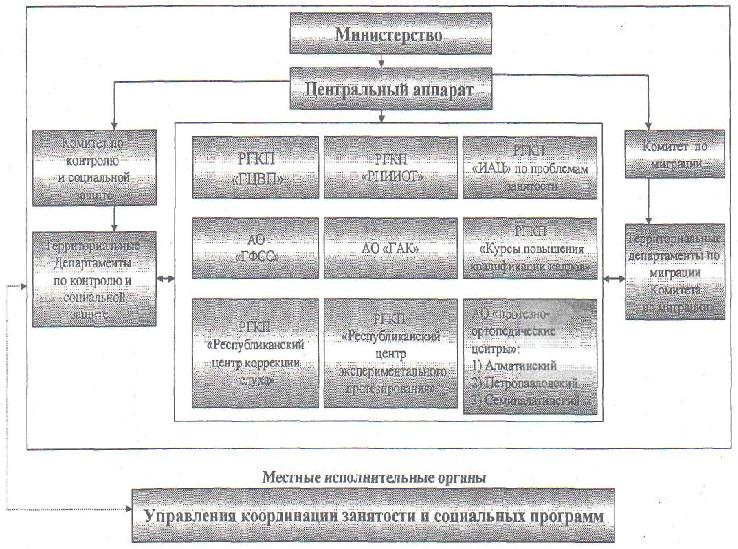 Министерство
Центральный аппарат
Комитет по
контролю
и социальной
защите
РГКП
«ГЦВП»
РГКП
РГКП
«ИАЦ» по проблемам
занятости
Комитет по
миграции
Территориальные
Департаменты
по контролю и
социальной
защите
АО
«ГФСС»
АО «ГАК»
РГКП
«Курсы повышения
квалификации кадров»
Территориальные
департаменты по
миграции
Комитета
по миграции
РГКП
«Республиканский
центр коррекции
слуха»
РГКП
«Республиканский
центр
экспериментального
протезирования»
АО «протезно-
ортопедические
центры»:
1) Алматинский
2) Петропавловский
3) Семипалатинский
Местные исполнительные органы
Управления координации занятости и социальных программ